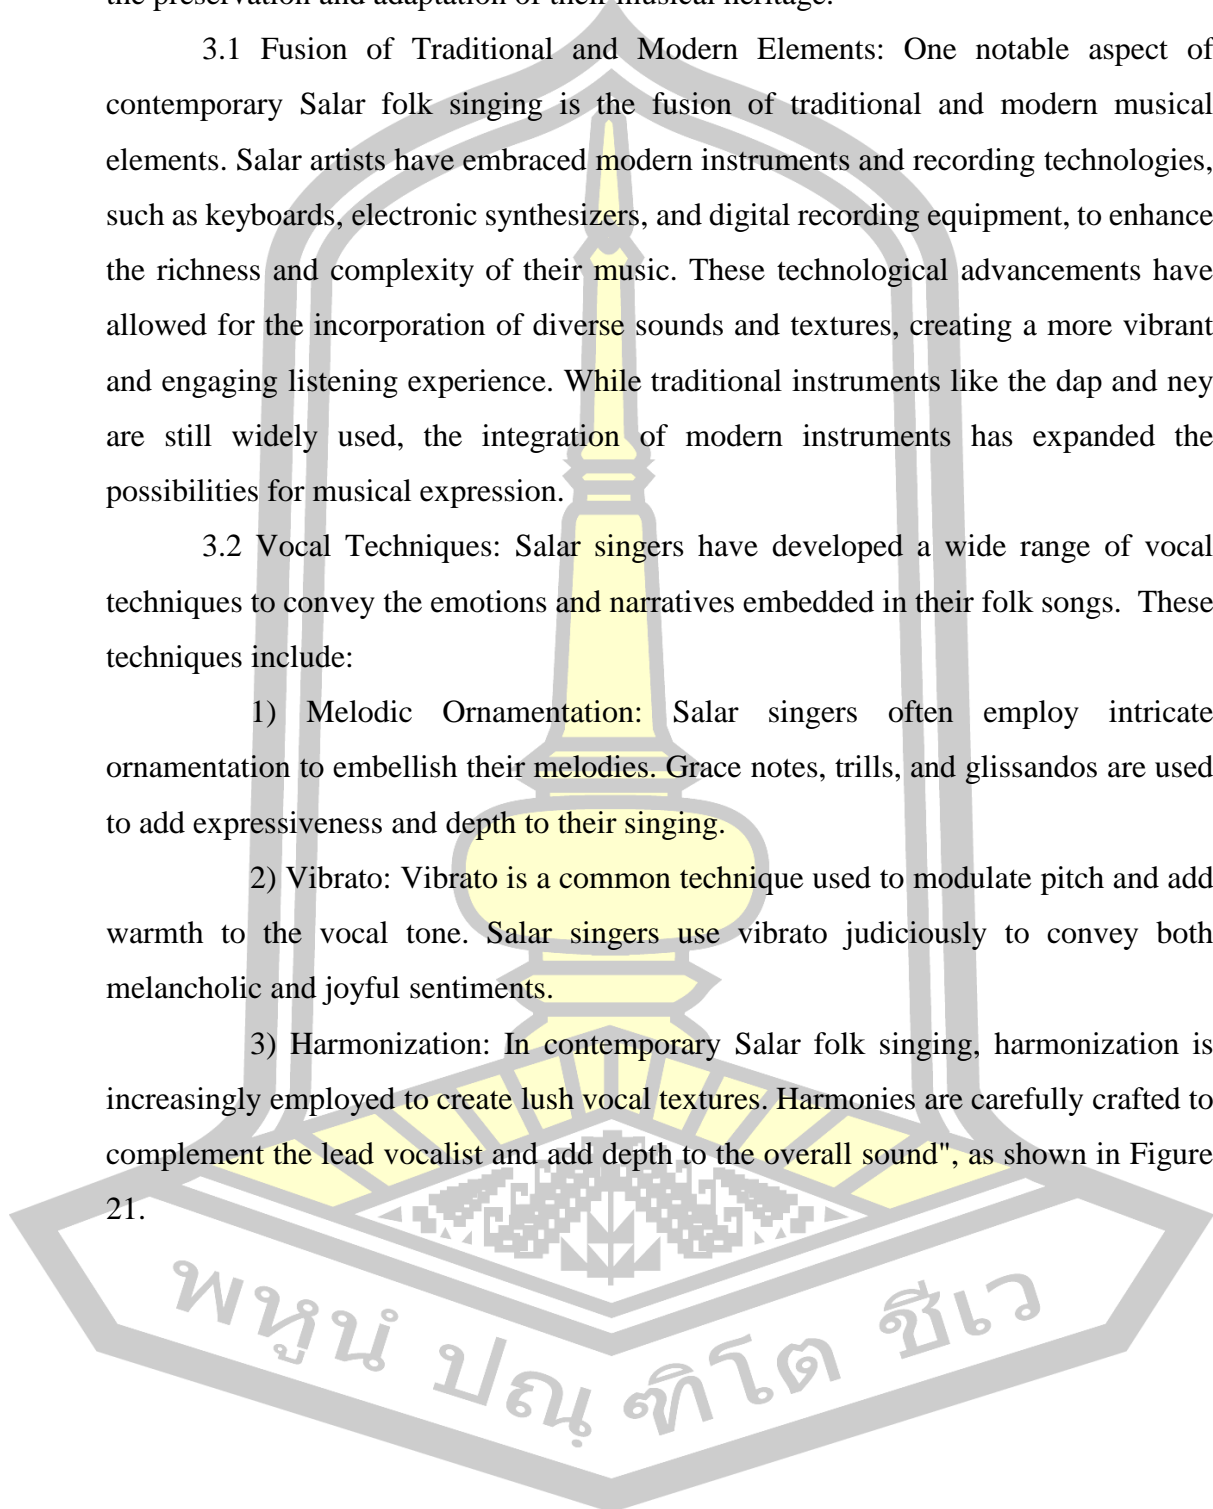 the preservation and adaptation of their musical heritage.
3.1 Fusion of Traditional and Modern Elements: One notable aspect of
contemporary Salar folk singing is the fusion of traditional and modern musical
elements. Salar artists have embraced modern instruments and recording technologies,
such as keyboards, electronic synthesizers, and digital recording equipment, to enhance
the richness and complexity of their music. These technological advancements have
allowed for the incorporation of diverse sounds and textures, creating a more vibrant
and engaging listening experience. While traditional instruments like the dap and ney
are still widely used, the integration of modern instruments has expanded the
possibilities for musical expression.
3.2 Vocal Techniques: Salar singers have developed a wide range of vocal
techniques to convey the emotions and narratives embedded in their folk songs. These
techniques include:
1) Melodic Ornamentation: Salar singers often employ intricate
ornamentation to embellish their melodies. Grace notes, trills, and glissandos are used
to add expressiveness and depth to their singing.
2) Vibrato: Vibrato is a common technique used to modulate pitch and add
warmth to the vocal tone. Salar singers use vibrato judiciously to convey both
melancholic and joyful sentiments.
3) Harmonization: In contemporary Salar folk singing, harmonization is
increasingly employed to create lush vocal textures. Harmonies are carefully crafted to
complement the lead vocalist and add depth to the overall sound", as shown in Figure
21.
พหูนํ ปณฺฑิโต ชีเว